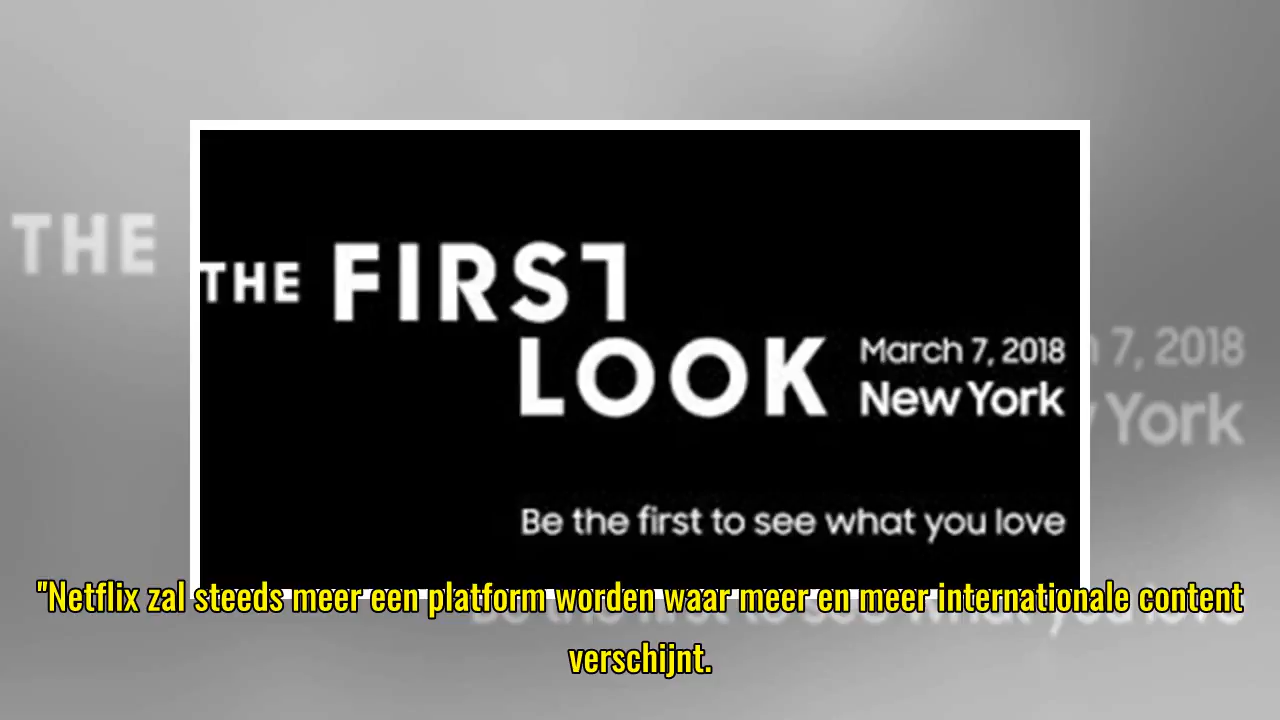 THE FIRST
LOOK
March 7, 2018
New York
Be the first to see what you love
"Netflix zal steeds meer een platform worden waar meer en meer internationale content
verschijnt.